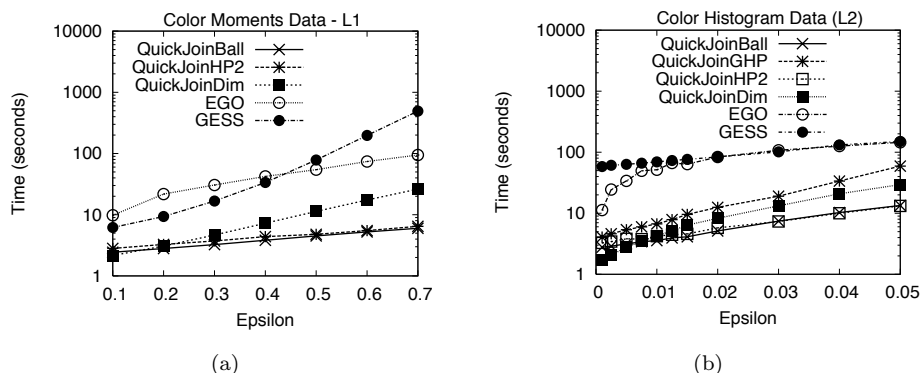 Color Moments Data - L1
10000
1000
100
10
1
Time (seconds)
QuickJoinBall
QuickJoinHP2
QuickJoinDim
EGO
GESS
0.1 0.2 0.3 0.4 0.5 0.6 0.7
Epsilon
(a)
Color Histogram Data (L2)
10000
1000
100
10
1
Time (seconds)
QuickJoinBall
QuickJoinGHP
QuickJoinHP2
QuickJoinDim
EGO
GESS
0 0.01 0.02 0.03 0.04 0.05
Epsilon
(b)